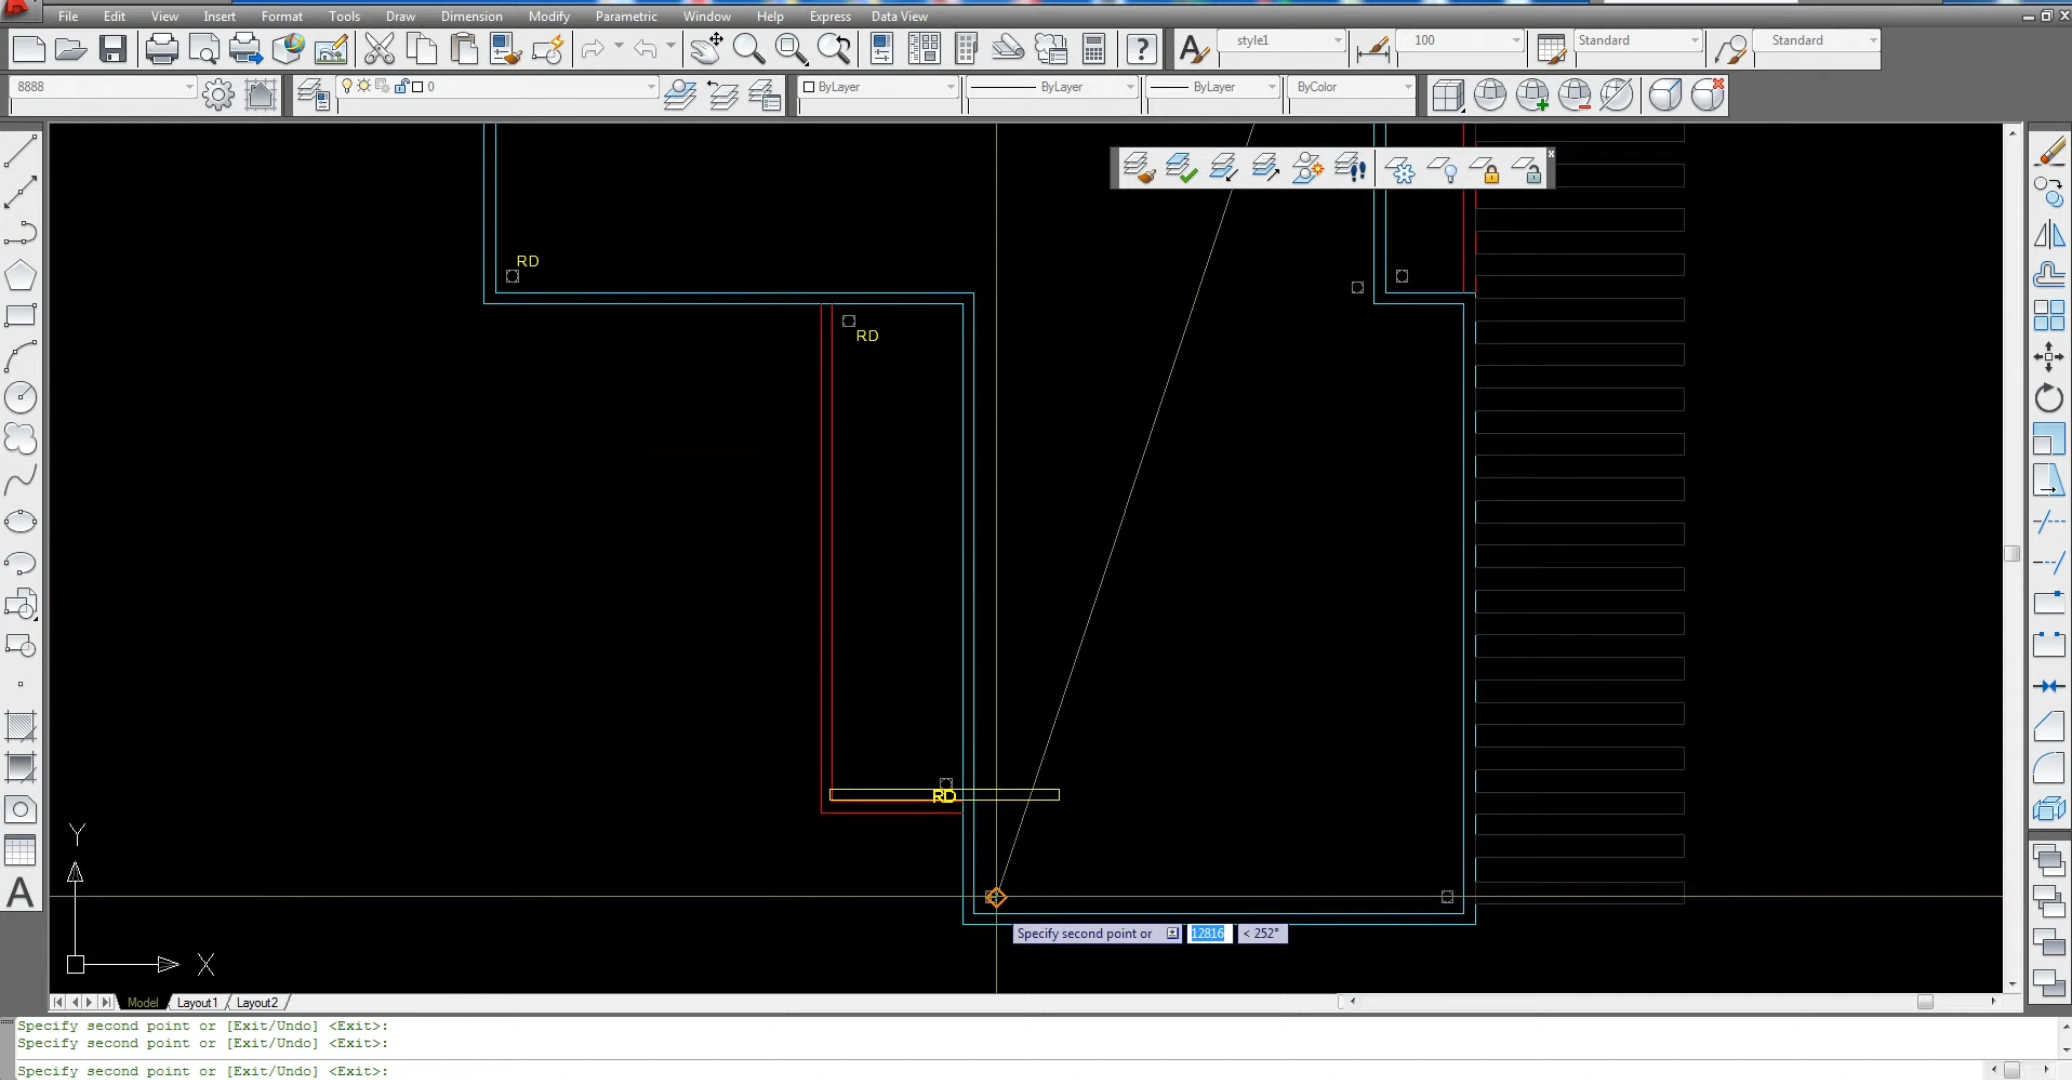 File Edit View Insert Format Tools Draw Dimension Modify Parametric Window Help Express Data View
style1 100 Standard Standard
8888 0 ByLayer ByLayer ByLayer ByColor
RD
RD
RD
Y
X
Specify second point or 12816 < 252°
Model Layout1 Layout2
Specify second point or [Exit/Undo] <Exit>:
Specify second point or [Exit/Undo] <Exit>:
Specify second point or [Exit/Undo] <Exit>: